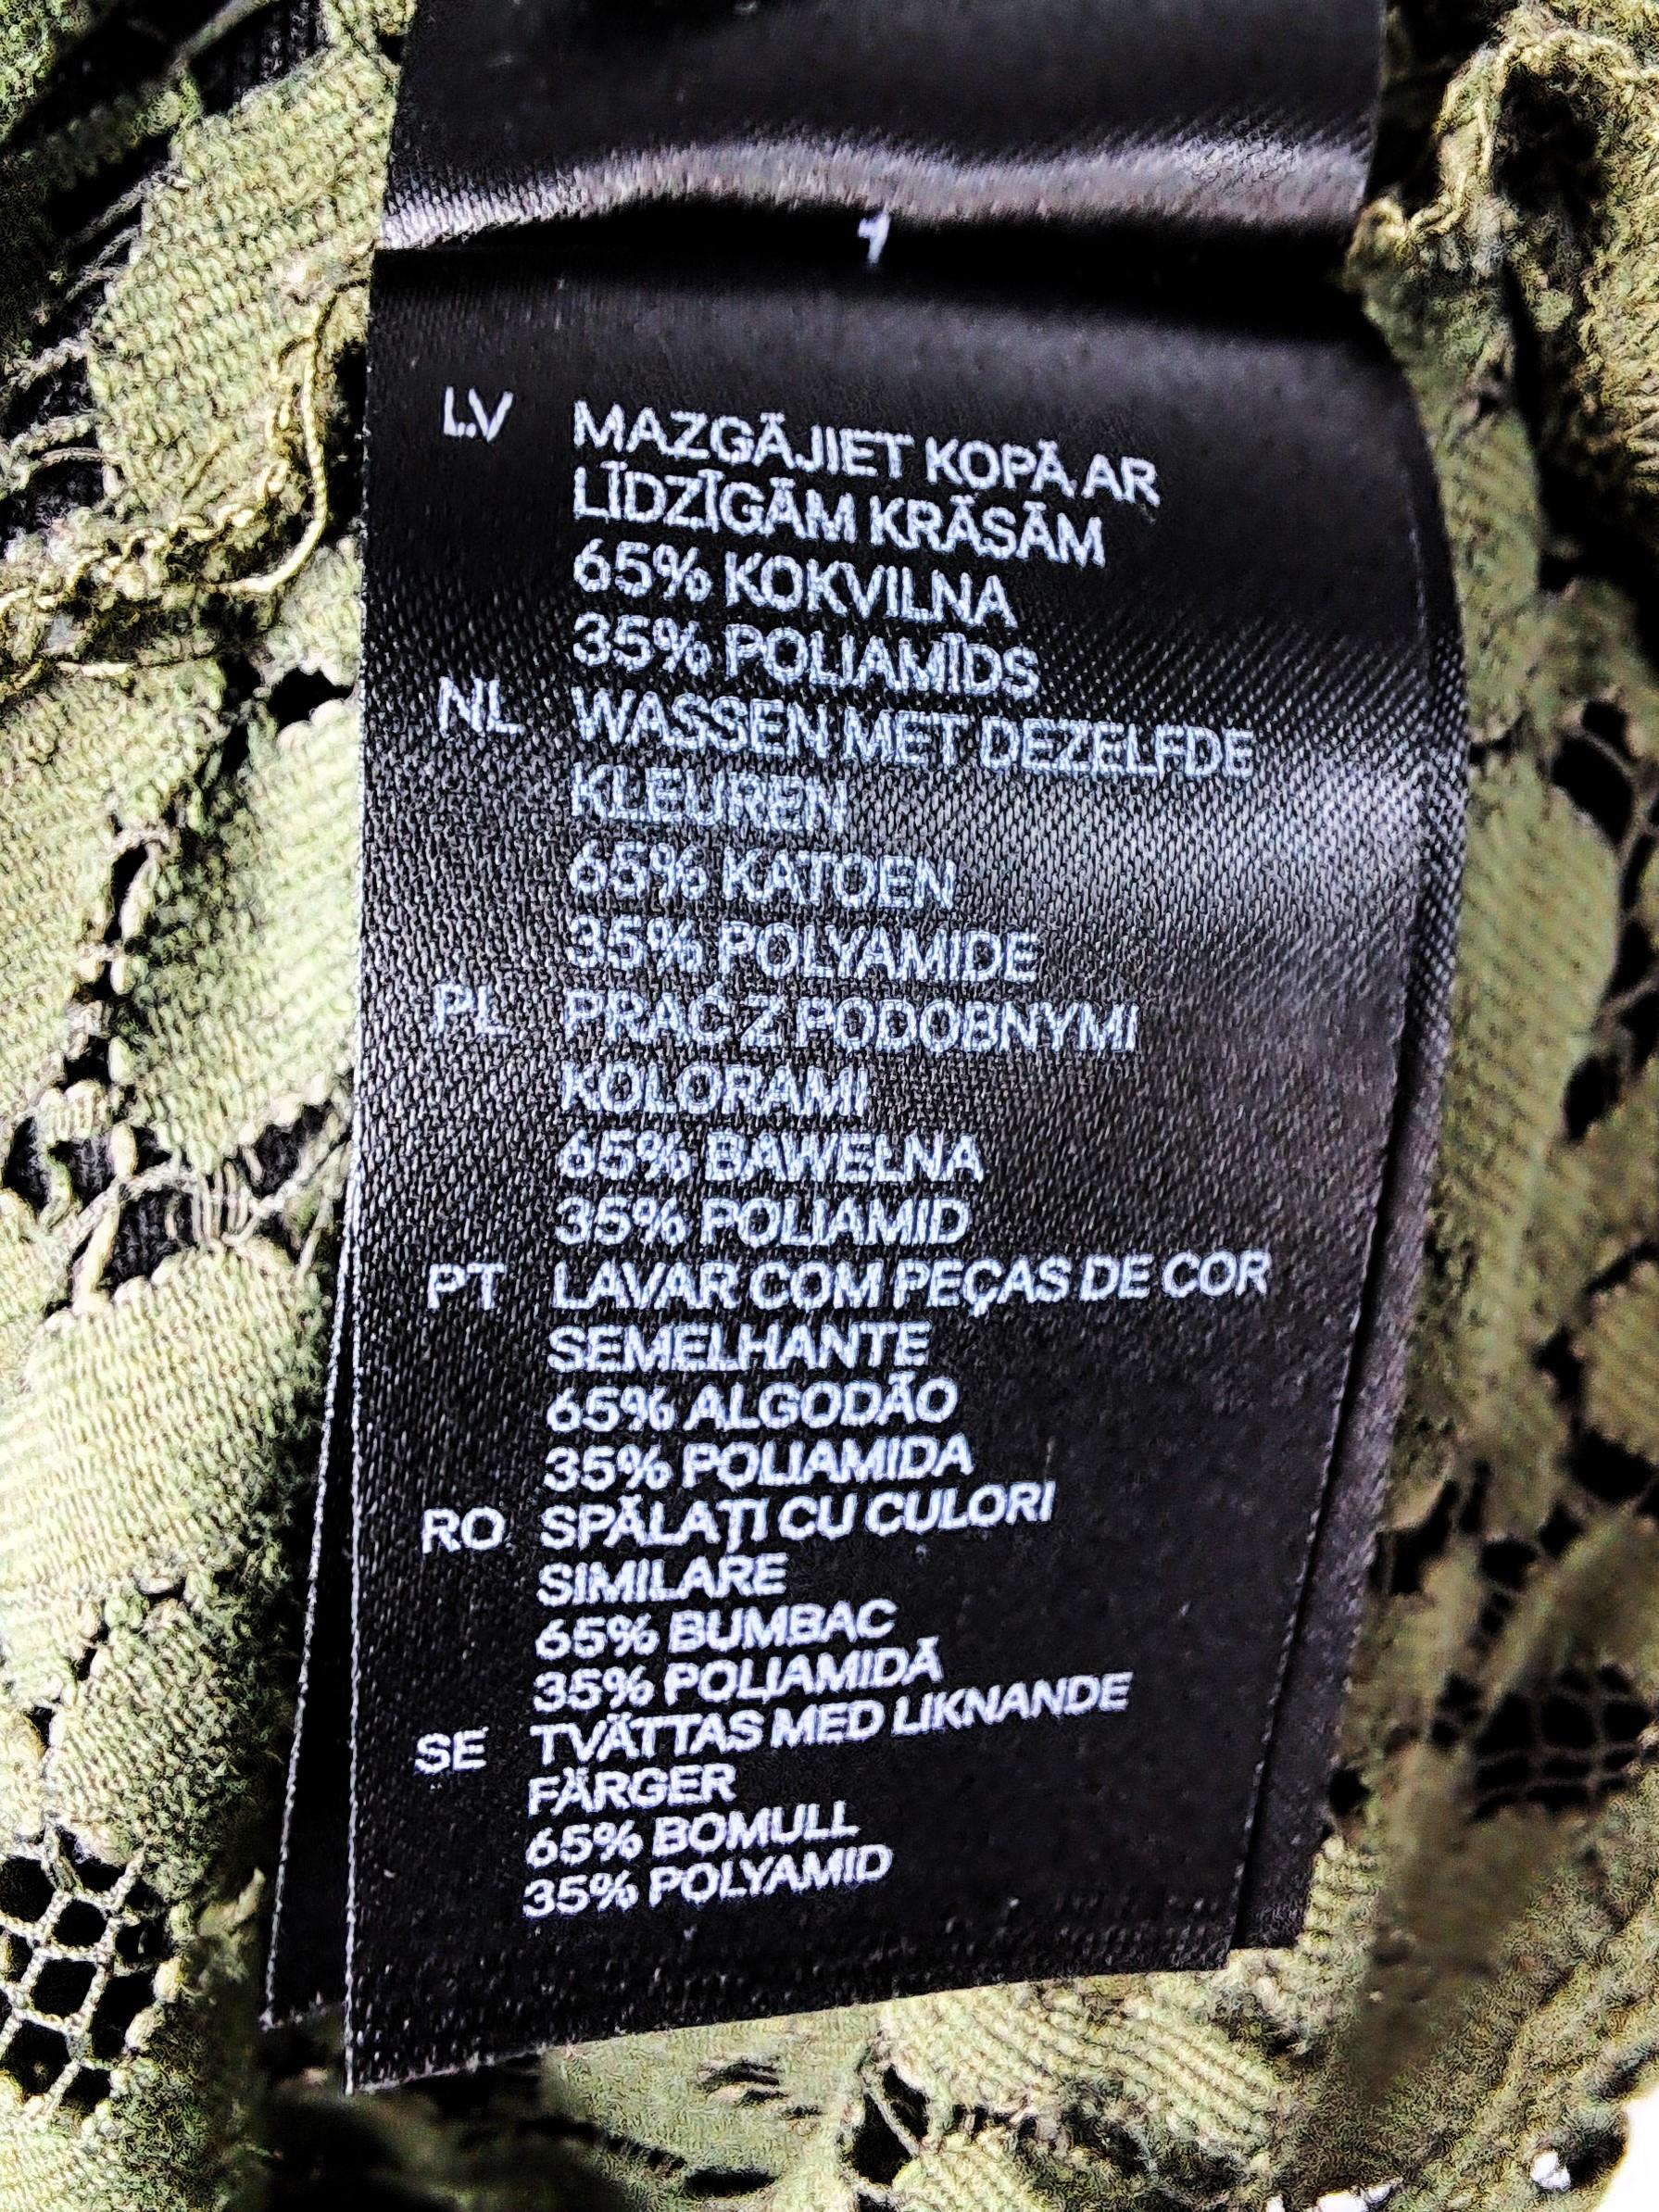 LV MAZGĀJIET KOPĀ AR
LĪDZĪGĀM KRĀSĀM
65% KOKVILNA
35% POLIAMĪDS
NL WASSEN MET DEZELFDE
KLEUREN
65% KATOEN
35% POLYAMIDE
PL PRAĆ Z PODOBNYMI
KOLORAMI
65% BAWEŁNA
35% POLIAMID
PT LAVAR COM PEÇAS DE COR
SEMELHANTE
65% ALGODÃO
35% POLIAMIDA
RO SPĂLAŢI CU CULORI
SIMILARE
65% BUMBAC
35% POLIAMIDĂ
SE TVÄTTAS MED LIKNANDE
FÄRGER
65% BOMULL
35% POLYAMID